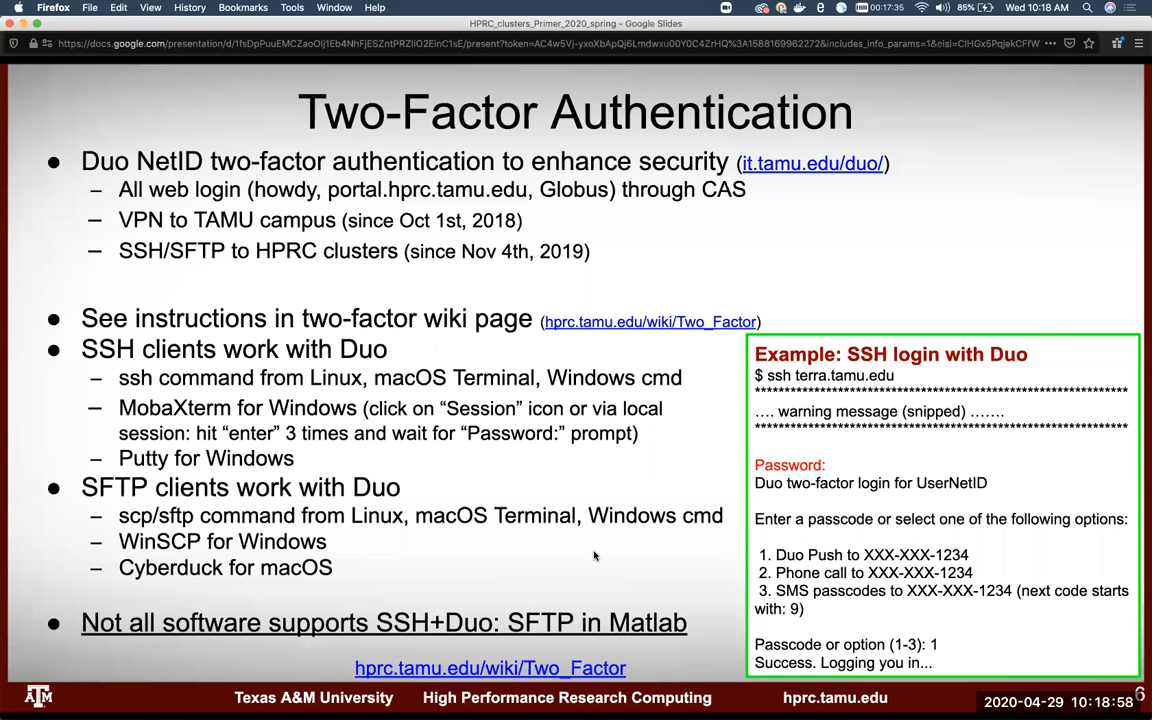 Firefox File Edit View History Bookmarks Tools Window Help 00:17:35 85% Wed 10:18 AM
HPRC_clusters_Primer_2020_spring - Google Slides
Two-Factor Authentication
● Duo NetID two-factor authentication to enhance security (it.tamu.edu/duo/)
– All web login (howdy, portal.hprc.tamu.edu, Globus) through CAS
– VPN to TAMU campus (since Oct 1st, 2018)
– SSH/SFTP to HPRC clusters (since Nov 4th, 2019)
● See instructions in two-factor wiki page (hprc.tamu.edu/wiki/Two_Factor)
● SSH clients work with Duo
– ssh command from Linux, macOS Terminal, Windows cmd
– MobaXterm for Windows (click on “Session” icon or via local
session: hit “enter” 3 times and wait for “Password:” prompt)
– Putty for Windows
● SFTP clients work with Duo
– scp/sftp command from Linux, macOS Terminal, Windows cmd
– WinSCP for Windows
– Cyberduck for macOS
● Not all software supports SSH+Duo: SFTP in Matlab
hprc.tamu.edu/wiki/Two_Factor
Example: SSH login with Duo
$ ssh terra.tamu.edu
***************************************************************
…. warning message (snipped) …….
***************************************************************
Password:
Duo two-factor login for UserNetID
Enter a passcode or select one of the following options:
1. Duo Push to XXX-XXX-1234
2. Phone call to XXX-XXX-1234
3. SMS passcodes to XXX-XXX-1234 (next code starts
with: 9)
Passcode or option (1-3): 1
Success. Logging you in...
ĀM Texas A&M University High Performance Research Computing hprc.tamu.edu 6
2020-04-29 10:18:58